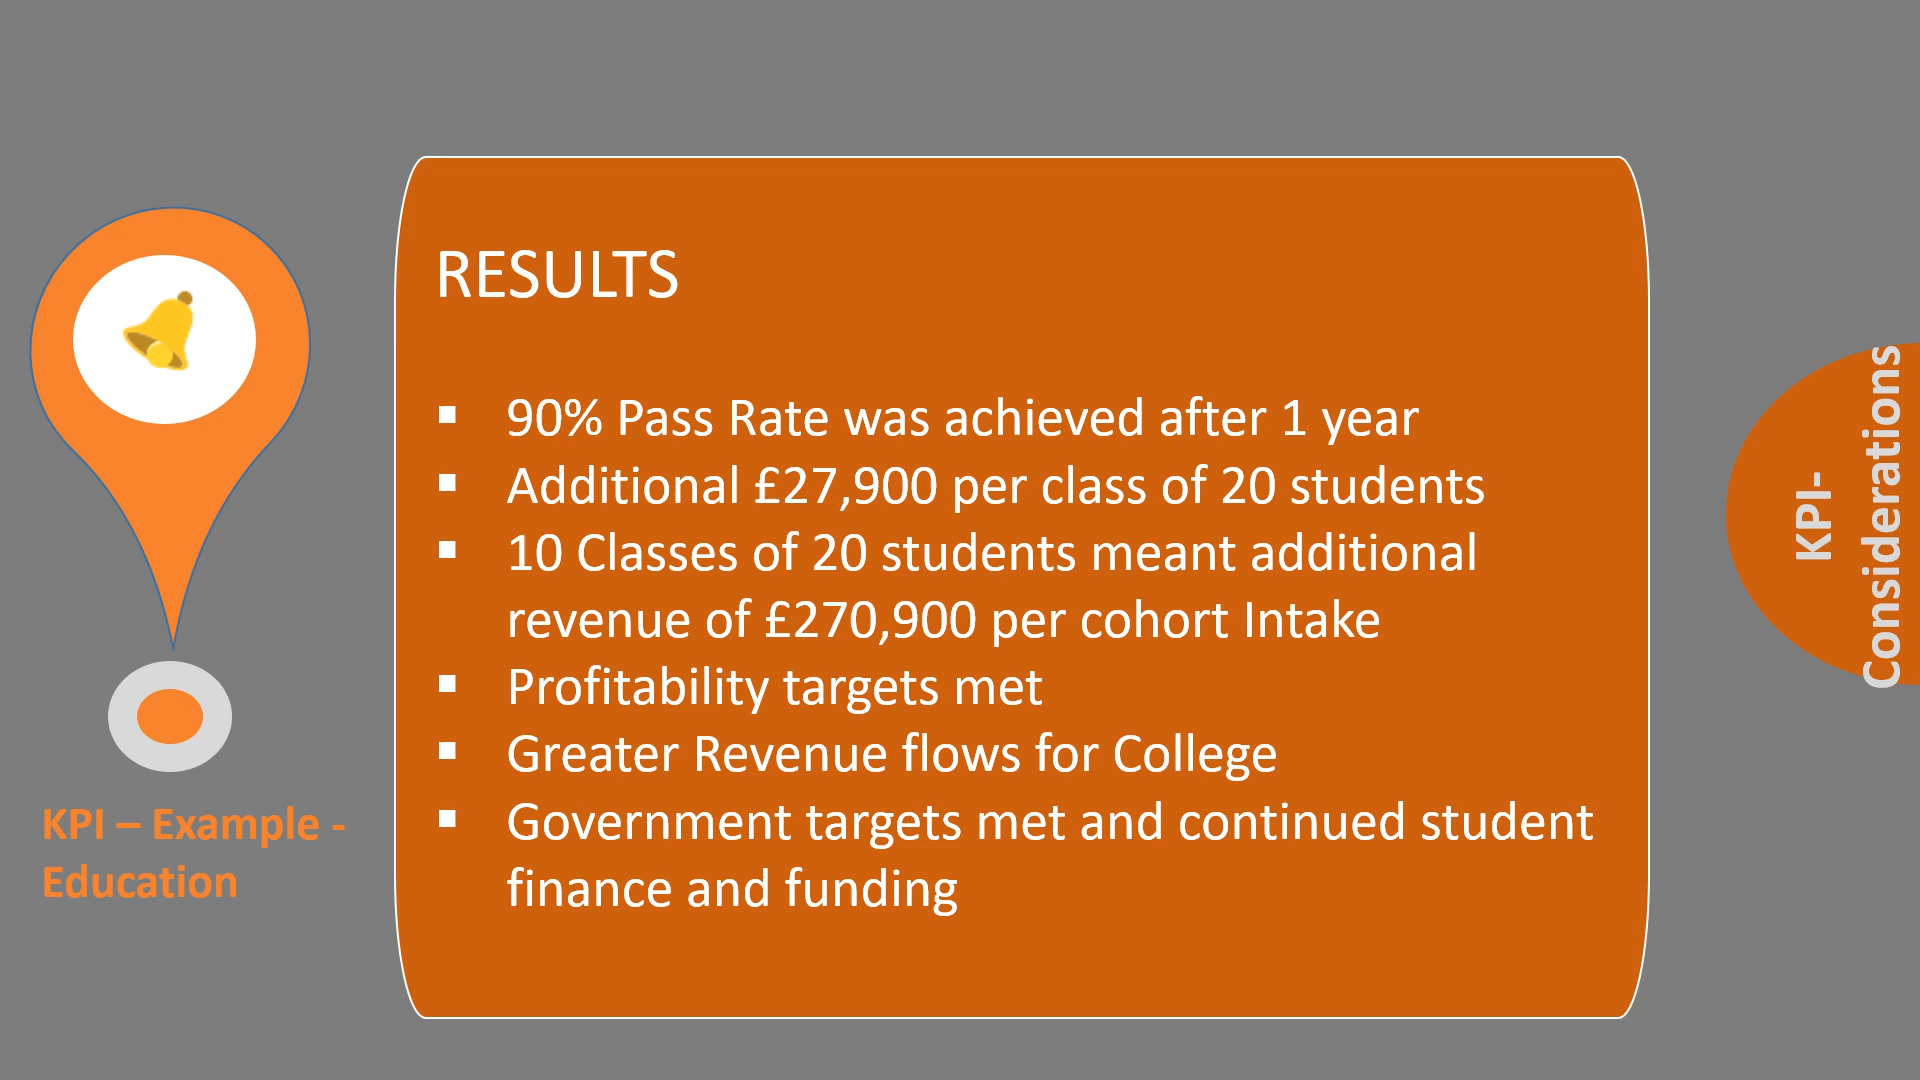 RESULTS
▪ 90% Pass Rate was achieved after 1 year
▪ Additional £27,900 per class of 20 students
▪ 10 Classes of 20 students meant additional
revenue of £270,900 per cohort Intake
▪ Profitability targets met
▪ Greater Revenue flows for College
▪ Government targets met and continued student
finance and funding
KPI – Example -
Education
KPI-
Considerations